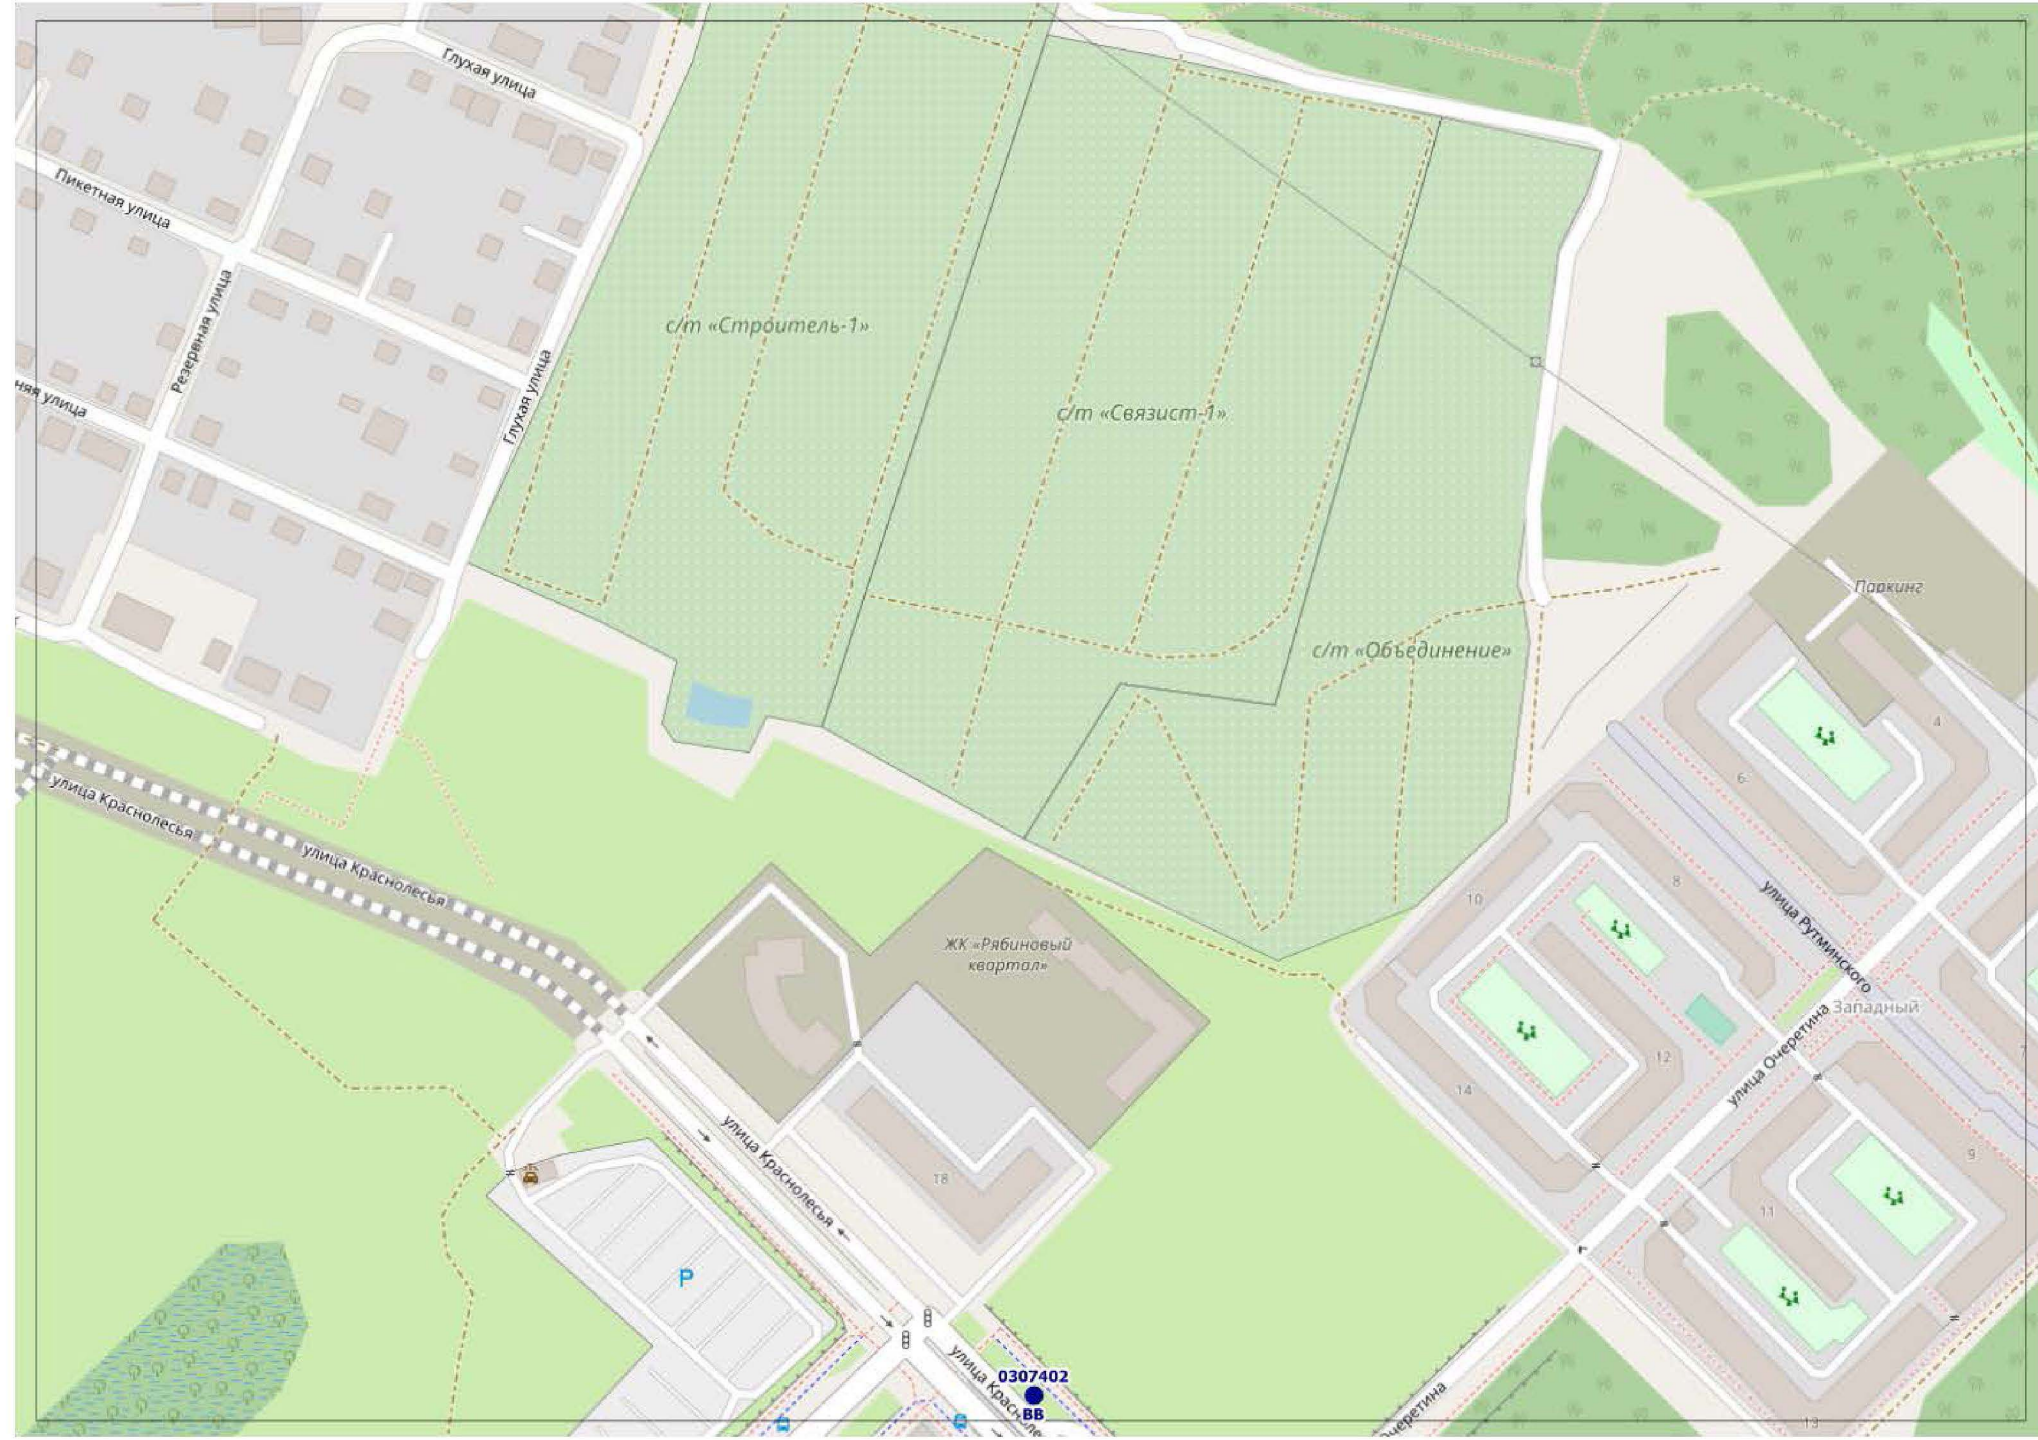 Глухая улица
Пикетная улица
Резервная улица
няя улица
Глухая улица
с/т «Строитель-1»
с/т «Связист-1»
с/т «Объединение»
Паркинг
4
6
улица Краснолесья
улица Краснолесья
10
8
улица Рутминского
ЖК «Рябиновый
квартал»
Западный
улица Очеретина
12
14
7
улица Краснолесья
9
11
P
улица Красноле
0307402
ВВ
Очеретина
13